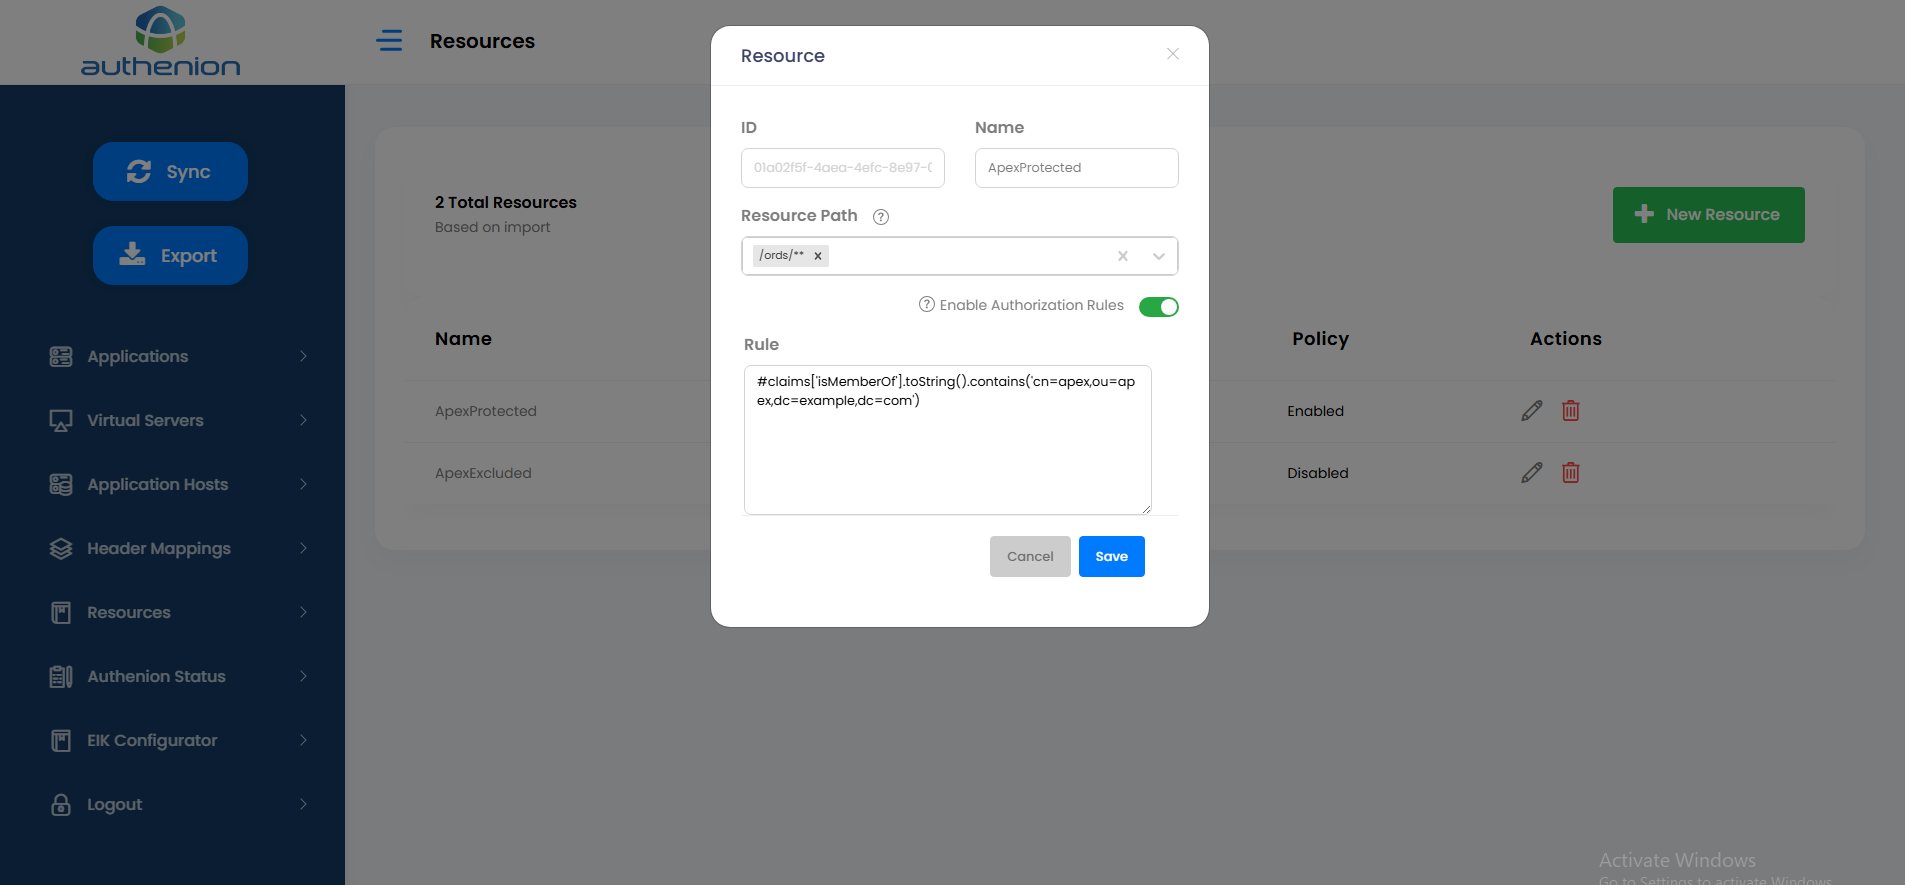 authenion
Resources
Sync
Export
Applications
Virtual Servers
Application Hosts
Header Mappings
Resources
Authenion Status
EIK Configurator
Logout
2 Total Resources
Based on import
New Resource
Name
Policy
Actions
ApexProtected
Enabled
ApexExcluded
Disabled
Resource
ID
Name
01a02f5f-4aea-4efc-8e97-
ApexProtected
Resource Path ?
/ords/** x
? Enable Authorization Rules
Rule
#claims['isMemberOf'].toString().contains('cn=apex,ou=ap
ex,dc=example,dc=com')
Cancel
Save
Activate Windows
Go to Settings to activate Windows.